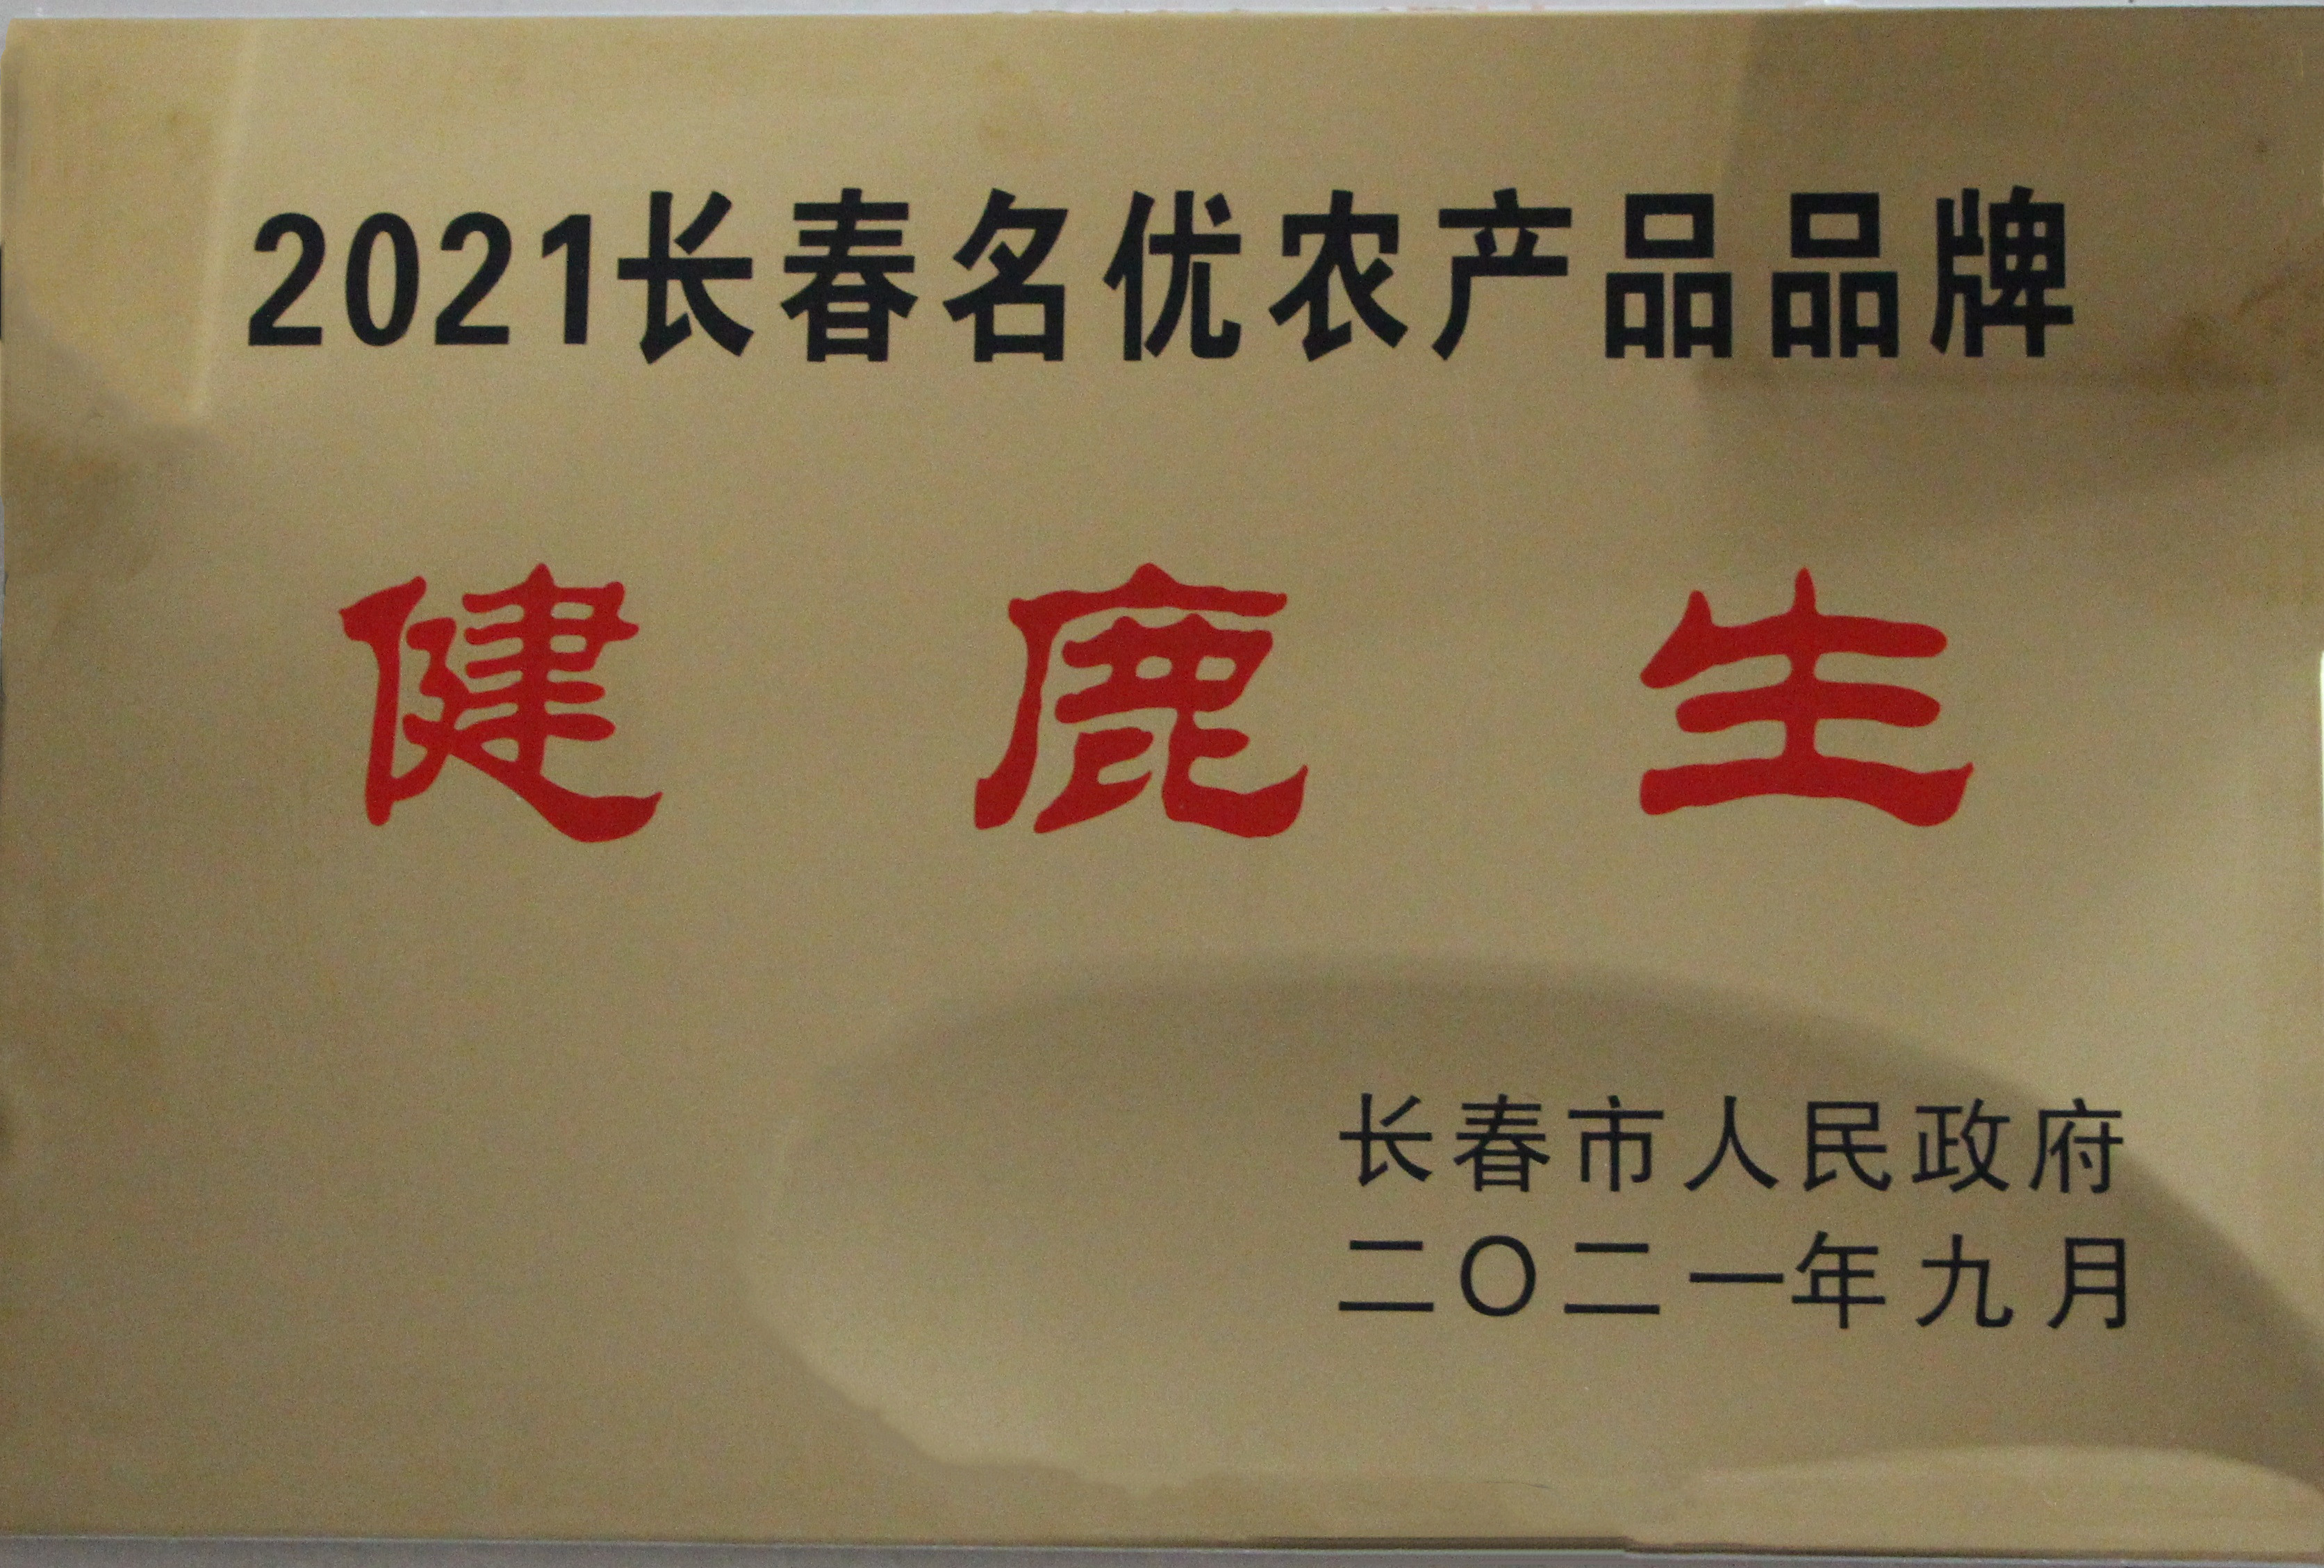 2021长春名优农产品品牌
健鹿生
长春市人民政府
二〇二一年九月